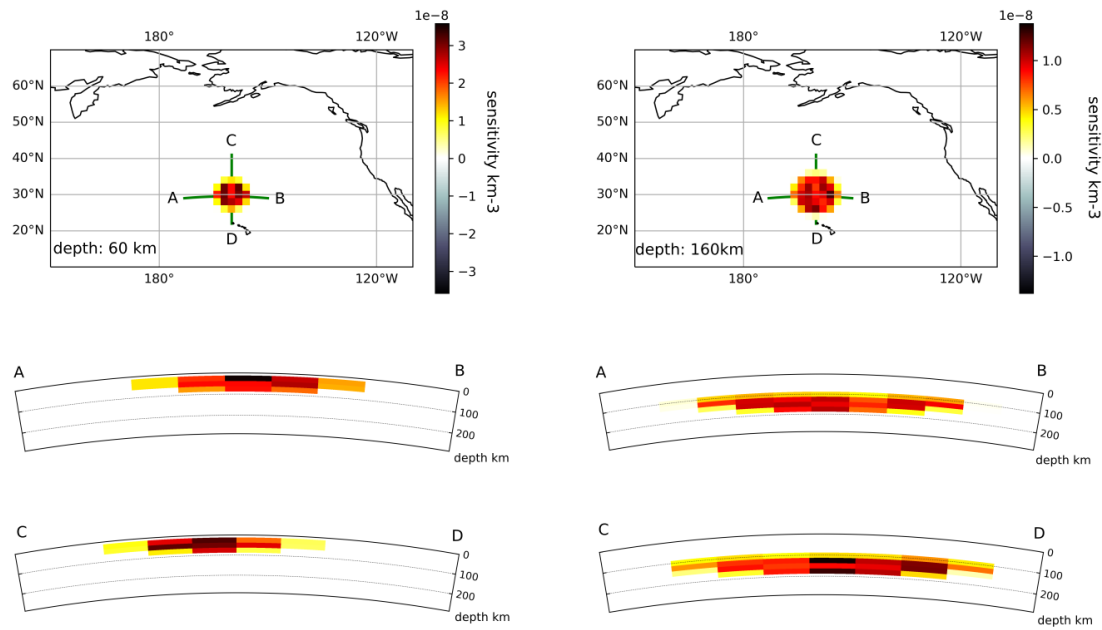 1e−8
180° 120°W
60°N
50°N
40°N
30°N
20°N
C
A B
D
depth: 60 km
180° 120°W
3
2
1
0
−1
−2
−3
sensitivity km-3
1e−8
180° 120°W
60°N
50°N
40°N
30°N
20°N
C
A B
D
depth: 160km
180° 120°W
1.0
0.5
0.0
−0.5
−1.0
sensitivity km-3
A B
0
100
200
depth km
A B
0
100
200
depth km
C D
0
100
200
depth km
C D
0
100
200
depth km